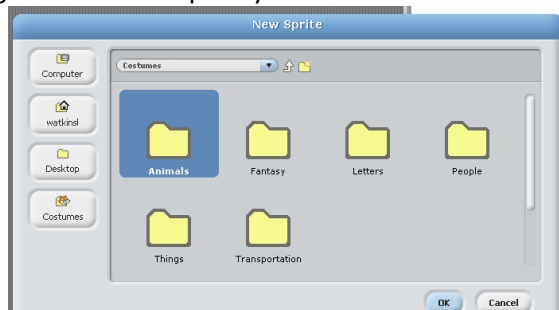 New Sprite
Computer
watkinsl
Desktop
Costumes
Costumes
Animals Fantasy Letters People
Things Transportation
OK Cancel